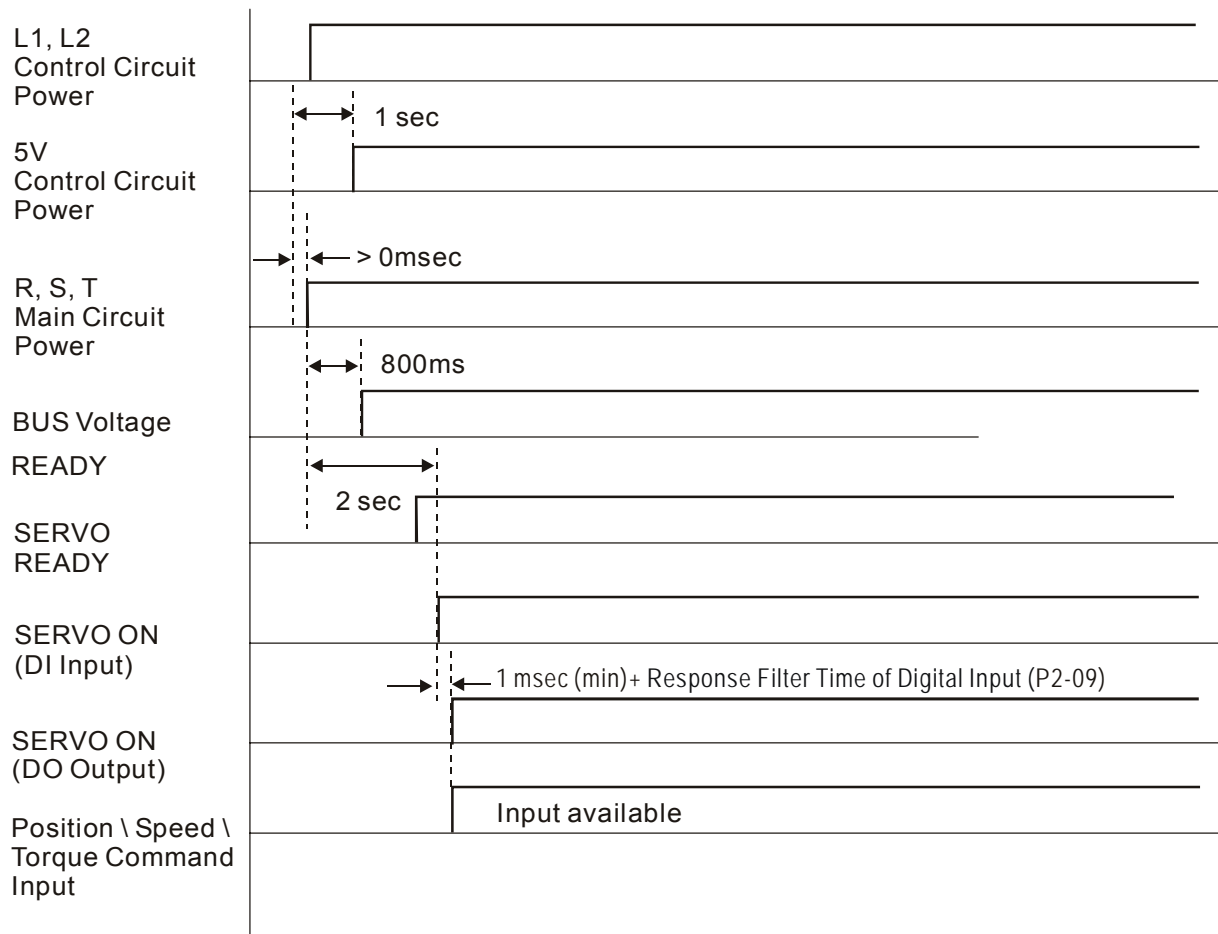 L1, L2
Control Circuit
Power
1 sec
5V
Control Circuit
Power
> 0msec
R, S, T
Main Circuit
Power
800ms
BUS Voltage
READY
2 sec
SERVO
READY
SERVO ON
(DI Input)
1 msec (min)+ Response Filter Time of Digital Input (P2-09)
SERVO ON
(DO Output)
Input available
Position \ Speed \
Torque Command
Input